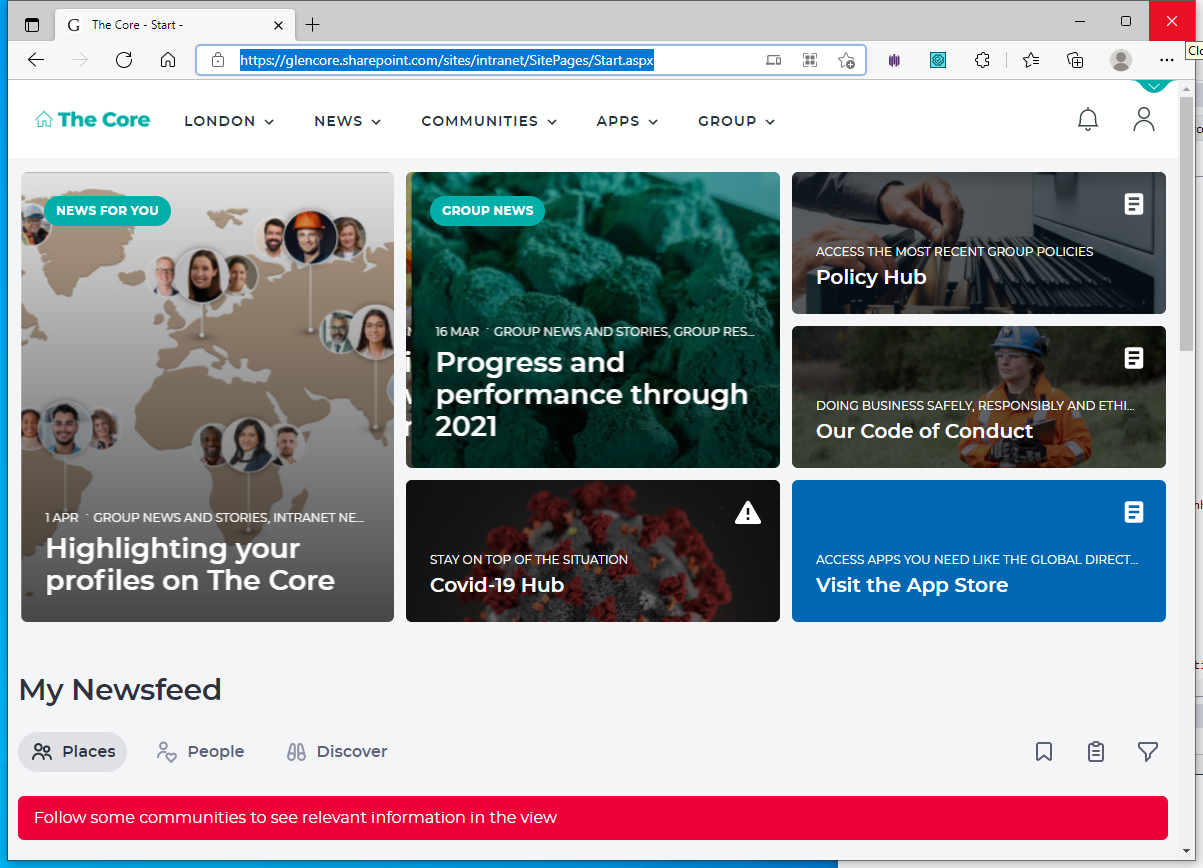 The Core - Start -
https://glencore.sharepoint.com/sites/intranet/SitePages/Start.aspx
The Core
LONDON
NEWS
COMMUNITIES
APPS
GROUP
NEWS FOR YOU
1 APR · GROUP NEWS AND STORIES, INTRANET NE...
Highlighting your
profiles on The Core
GROUP NEWS
16 MAR · GROUP NEWS AND STORIES, GROUP RES...
Progress and
performance through
2021
STAY ON TOP OF THE SITUATION
Covid-19 Hub
ACCESS THE MOST RECENT GROUP POLICIES
Policy Hub
DOING BUSINESS SAFELY, RESPONSIBLY AND ETHI...
Our Code of Conduct
ACCESS APPS YOU NEED LIKE THE GLOBAL DIRECT...
Visit the App Store
My Newsfeed
Places
People
Discover
Follow some communities to see relevant information in the view